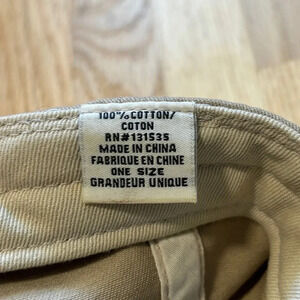 100% COTTON/
COTON
RN#131535
MADE IN CHINA
FABRIQUE EN CHINE
ONE SIZE
GRANDEUR UNIQUE